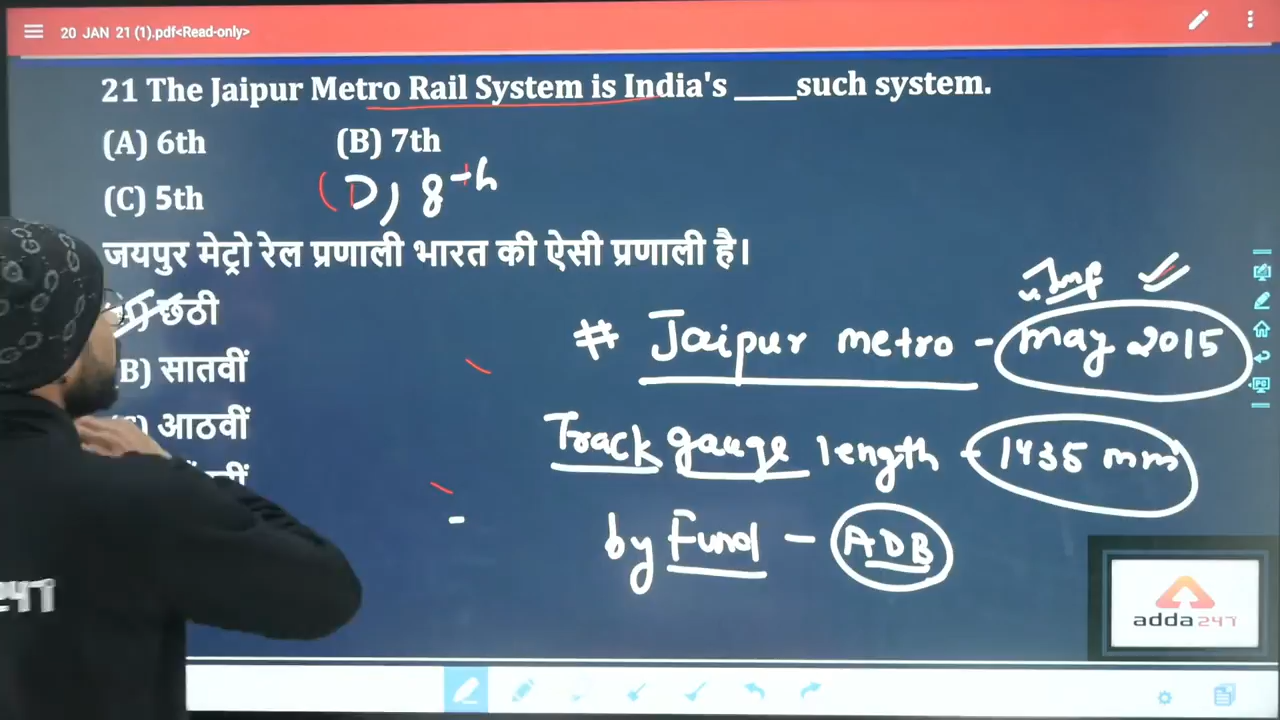 20 JAN 21 (1).pdf<Read-only>
21 The Jaipur Metro Rail System is India's ____such system.
(A) 6th (B) 7th
(C) 5th (D) 8th
जयपुर मेट्रो रेल प्रणाली भारत की ऐसी प्रणाली है।
छठी
B) सातवीं
आठवीं
Imp
# Jaipur metro - may 2015
Track gauge length - 1435 mm
by Fund - ADB
247
adda247